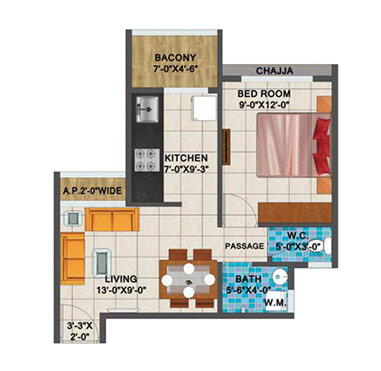 BACONY
7'-0"X4'-6"
CHAJJA
BED ROOM
9'-0"X12'-0"
KITCHEN
7'-0"X9'-3"
A.P.2'-0"WIDE
W.C.
5'-0"X3'-0"
PASSAGE
LIVING
13'-0"X9'-0"
BATH
5'-6"X4'-0"
W.M.
3'-3"X
2'-0"